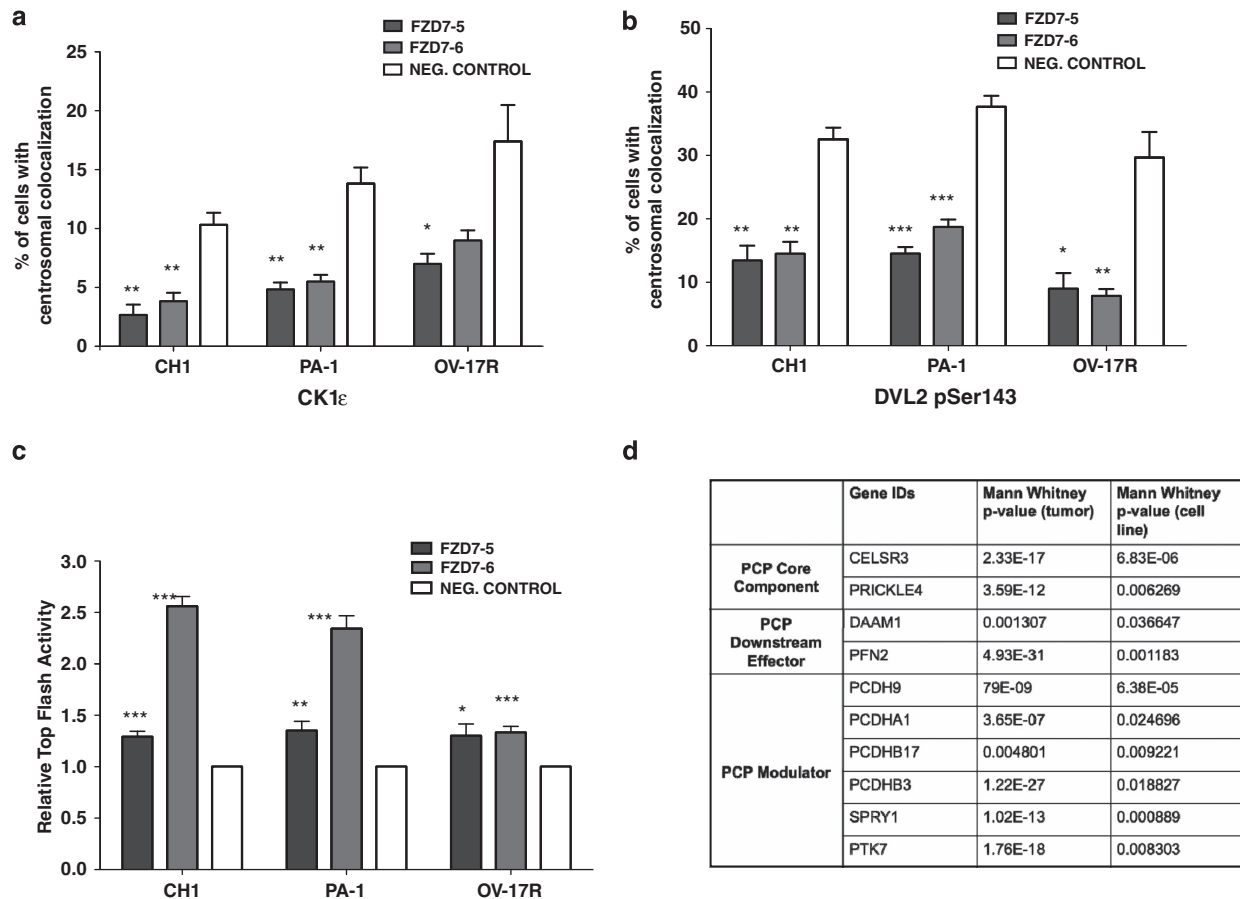 a
FZD7-5
FZD7-6
NEG. CONTROL
% of cells with
centrosomal colocalization
25
20
15
10
5
0
**
**
**
**
*
CH1
PA-1
OV-17R
CK1ε
b
FZD7-5
FZD7-6
NEG. CONTROL
% of cells with
centrosomal colocalization
50
40
30
20
10
0
**
**
***
***
*
**
CH1
PA-1
OV-17R
DVL2 pSer143
c
FZD7-5
FZD7-6
NEG. CONTROL
Relative Top Flash Activity
3.0
2.5
2.0
1.5
1.0
0.5
0.0
***
***
**
***
*
***
CH1
PA-1
OV-17R
d
Gene IDs
Mann Whitney
p-value (tumor)
Mann Whitney
p-value (cell
line)
PCP Core
Component
CELSR3 2.33E-17 6.83E-06
PRICKLE4 3.59E-12 0.006269
PCP
Downstream
Effector
DAAM1 0.001307 0.036647
PFN2 4.93E-31 0.001183
PCP Modulator
PCDH9 79E-09 6.38E-05
PCDHA1 3.65E-07 0.024696
PCDHB17 0.004801 0.009221
PCDHB3 1.22E-27 0.018827
SPRY1 1.02E-13 0.000889
PTK7 1.76E-18 0.008303